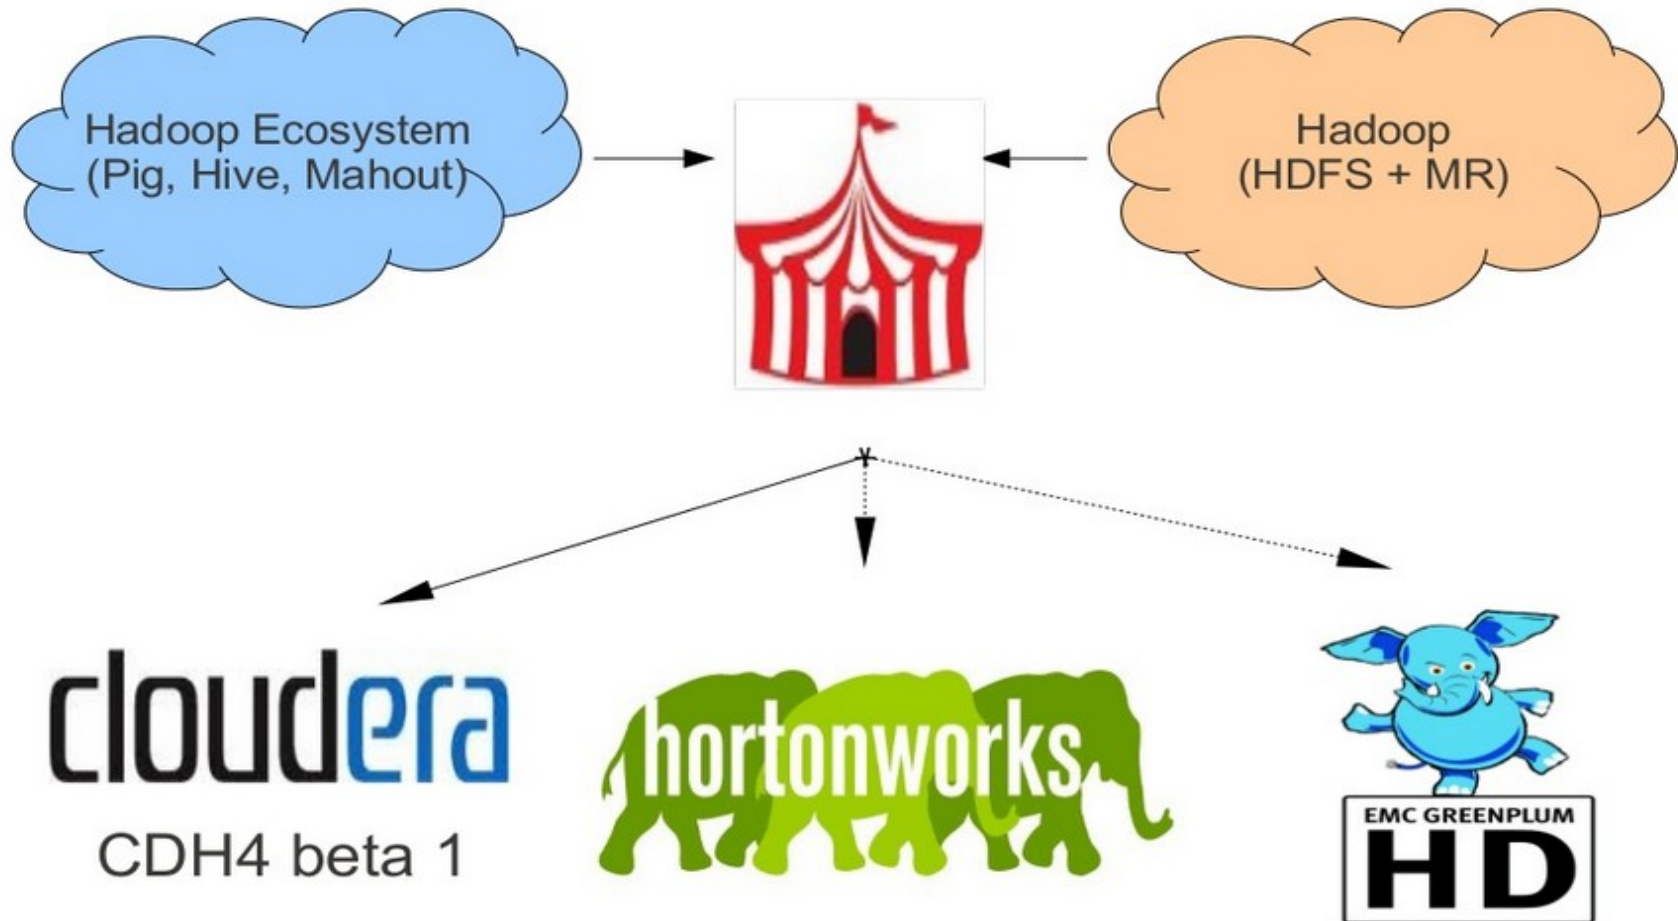 Hadoop Ecosystem
(Pig, Hive, Mahout)
Hadoop
(HDFS + MR)
cloudera
CDH4 beta 1
hortonworks
EMC GREENPLUM
HD